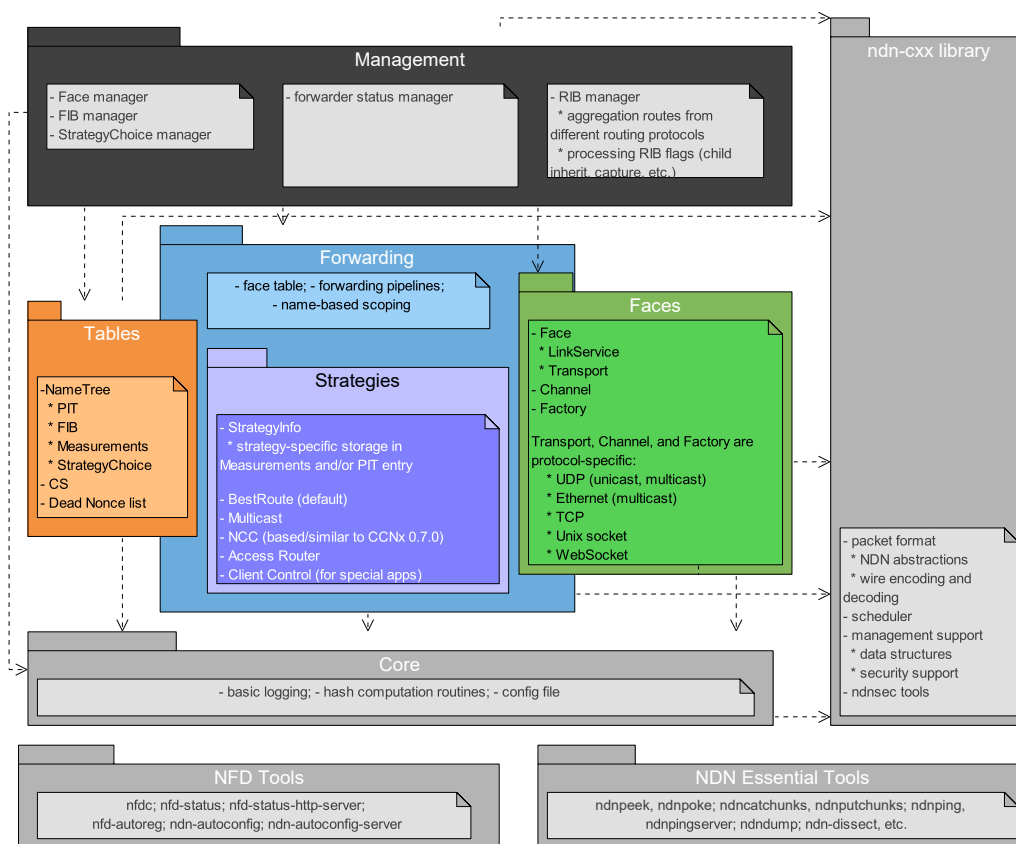 Management
- Face manager
- FIB manager
- StrategyChoice manager
- forwarder status manager
- RIB manager
* aggregation routes from
different routing protocols
* processing RIB flags (child
inherit, capture, etc.)
ndn-cxx library
Forwarding
- face table; - forwarding pipelines;
- name-based scoping
Tables
-NameTree
* PIT
* FIB
* Measurements
* StrategyChoice
- CS
- Dead Nonce list
Strategies
- StrategyInfo
* strategy-specific storage in
Measurements and/or PIT entry
- BestRoute (default)
- Multicast
- NCC (based/similar to CCNx 0.7.0)
- Access Router
- Client Control (for special apps)
Faces
- Face
* LinkService
* Transport
- Channel
- Factory
Transport, Channel, and Factory are
protocol-specific:
* UDP (unicast, multicast)
* Ethernet (multicast)
* TCP
* Unix socket
* WebSocket
- packet format
* NDN abstractions
* wire encoding and
decoding
- scheduler
- management support
* data structures
* security support
- ndnsec tools
Core
- basic logging; - hash computation routines; - config file
NFD Tools
nfdc; nfd-status; nfd-status-http-server;
nfd-autoreg; ndn-autoconfig; ndn-autoconfig-server
NDN Essential Tools
ndnpeek, ndnpoke; ndncatchunks, ndnputchunks; ndnping,
ndnpingserver; ndndump; ndn-dissect, etc.